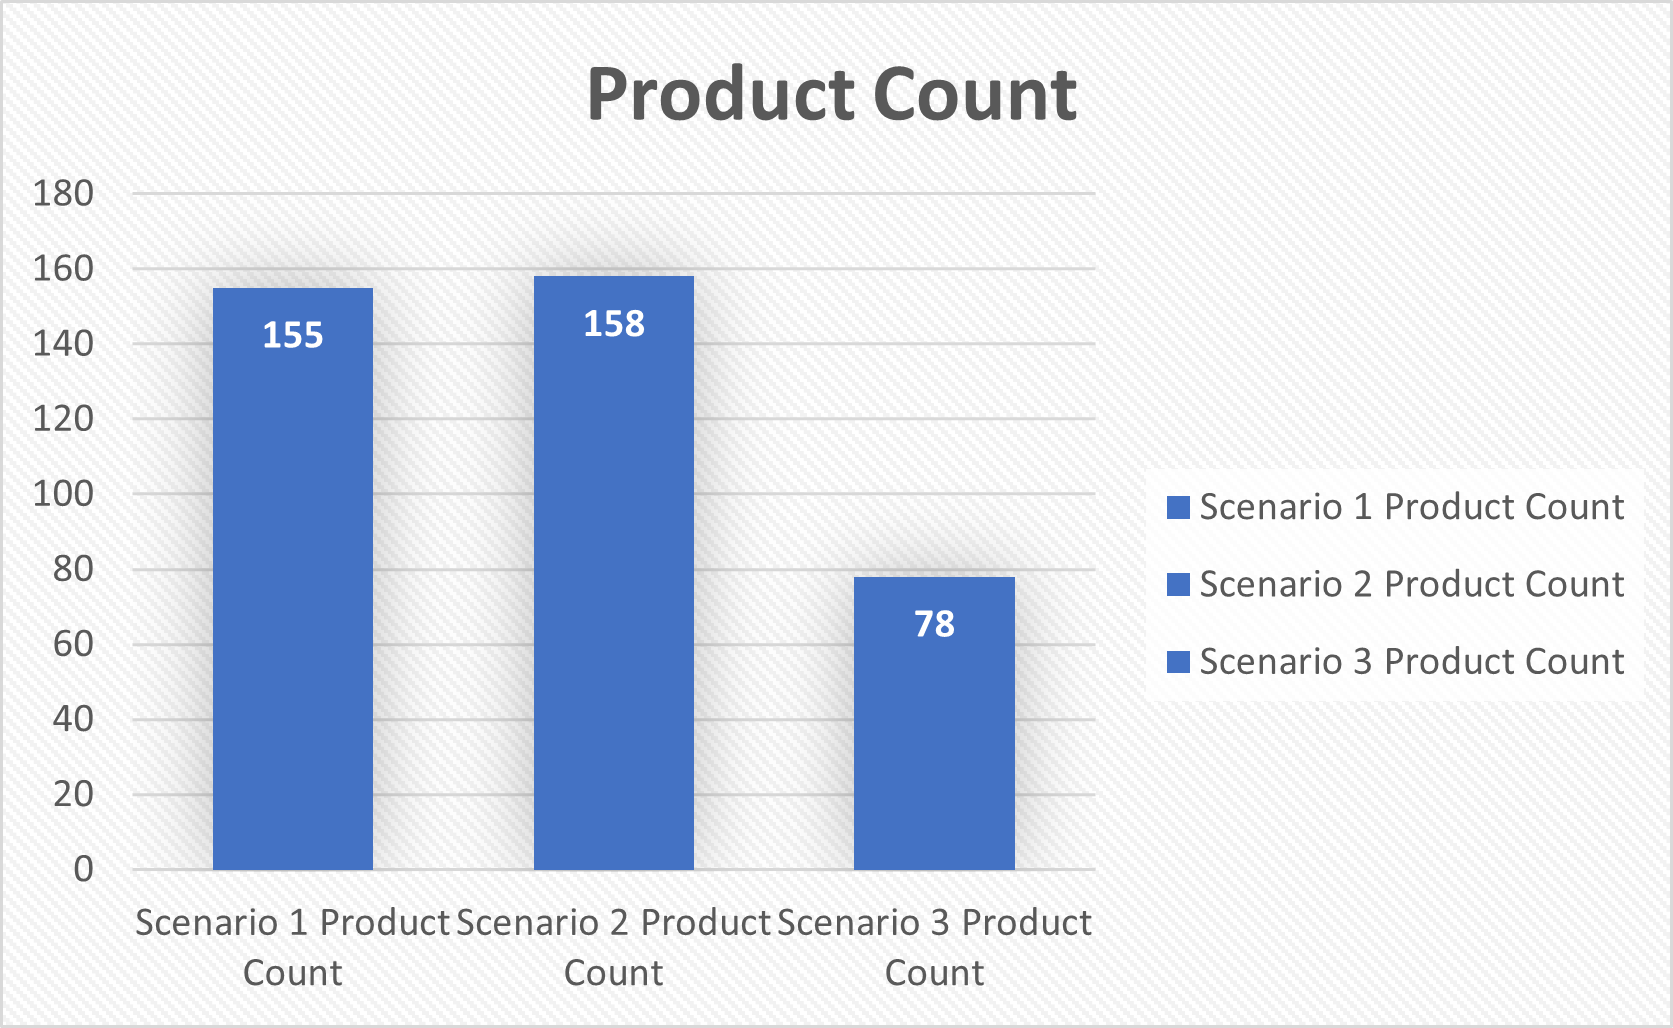 Product Count
180
160
140
120
100
80
60
40
20
0
155
158
78
Scenario 1 Product Count
Scenario 2 Product Count
Scenario 3 Product Count
Scenario 1 Product
Count
Scenario 2 Product
Count
Scenario 3 Product
Count